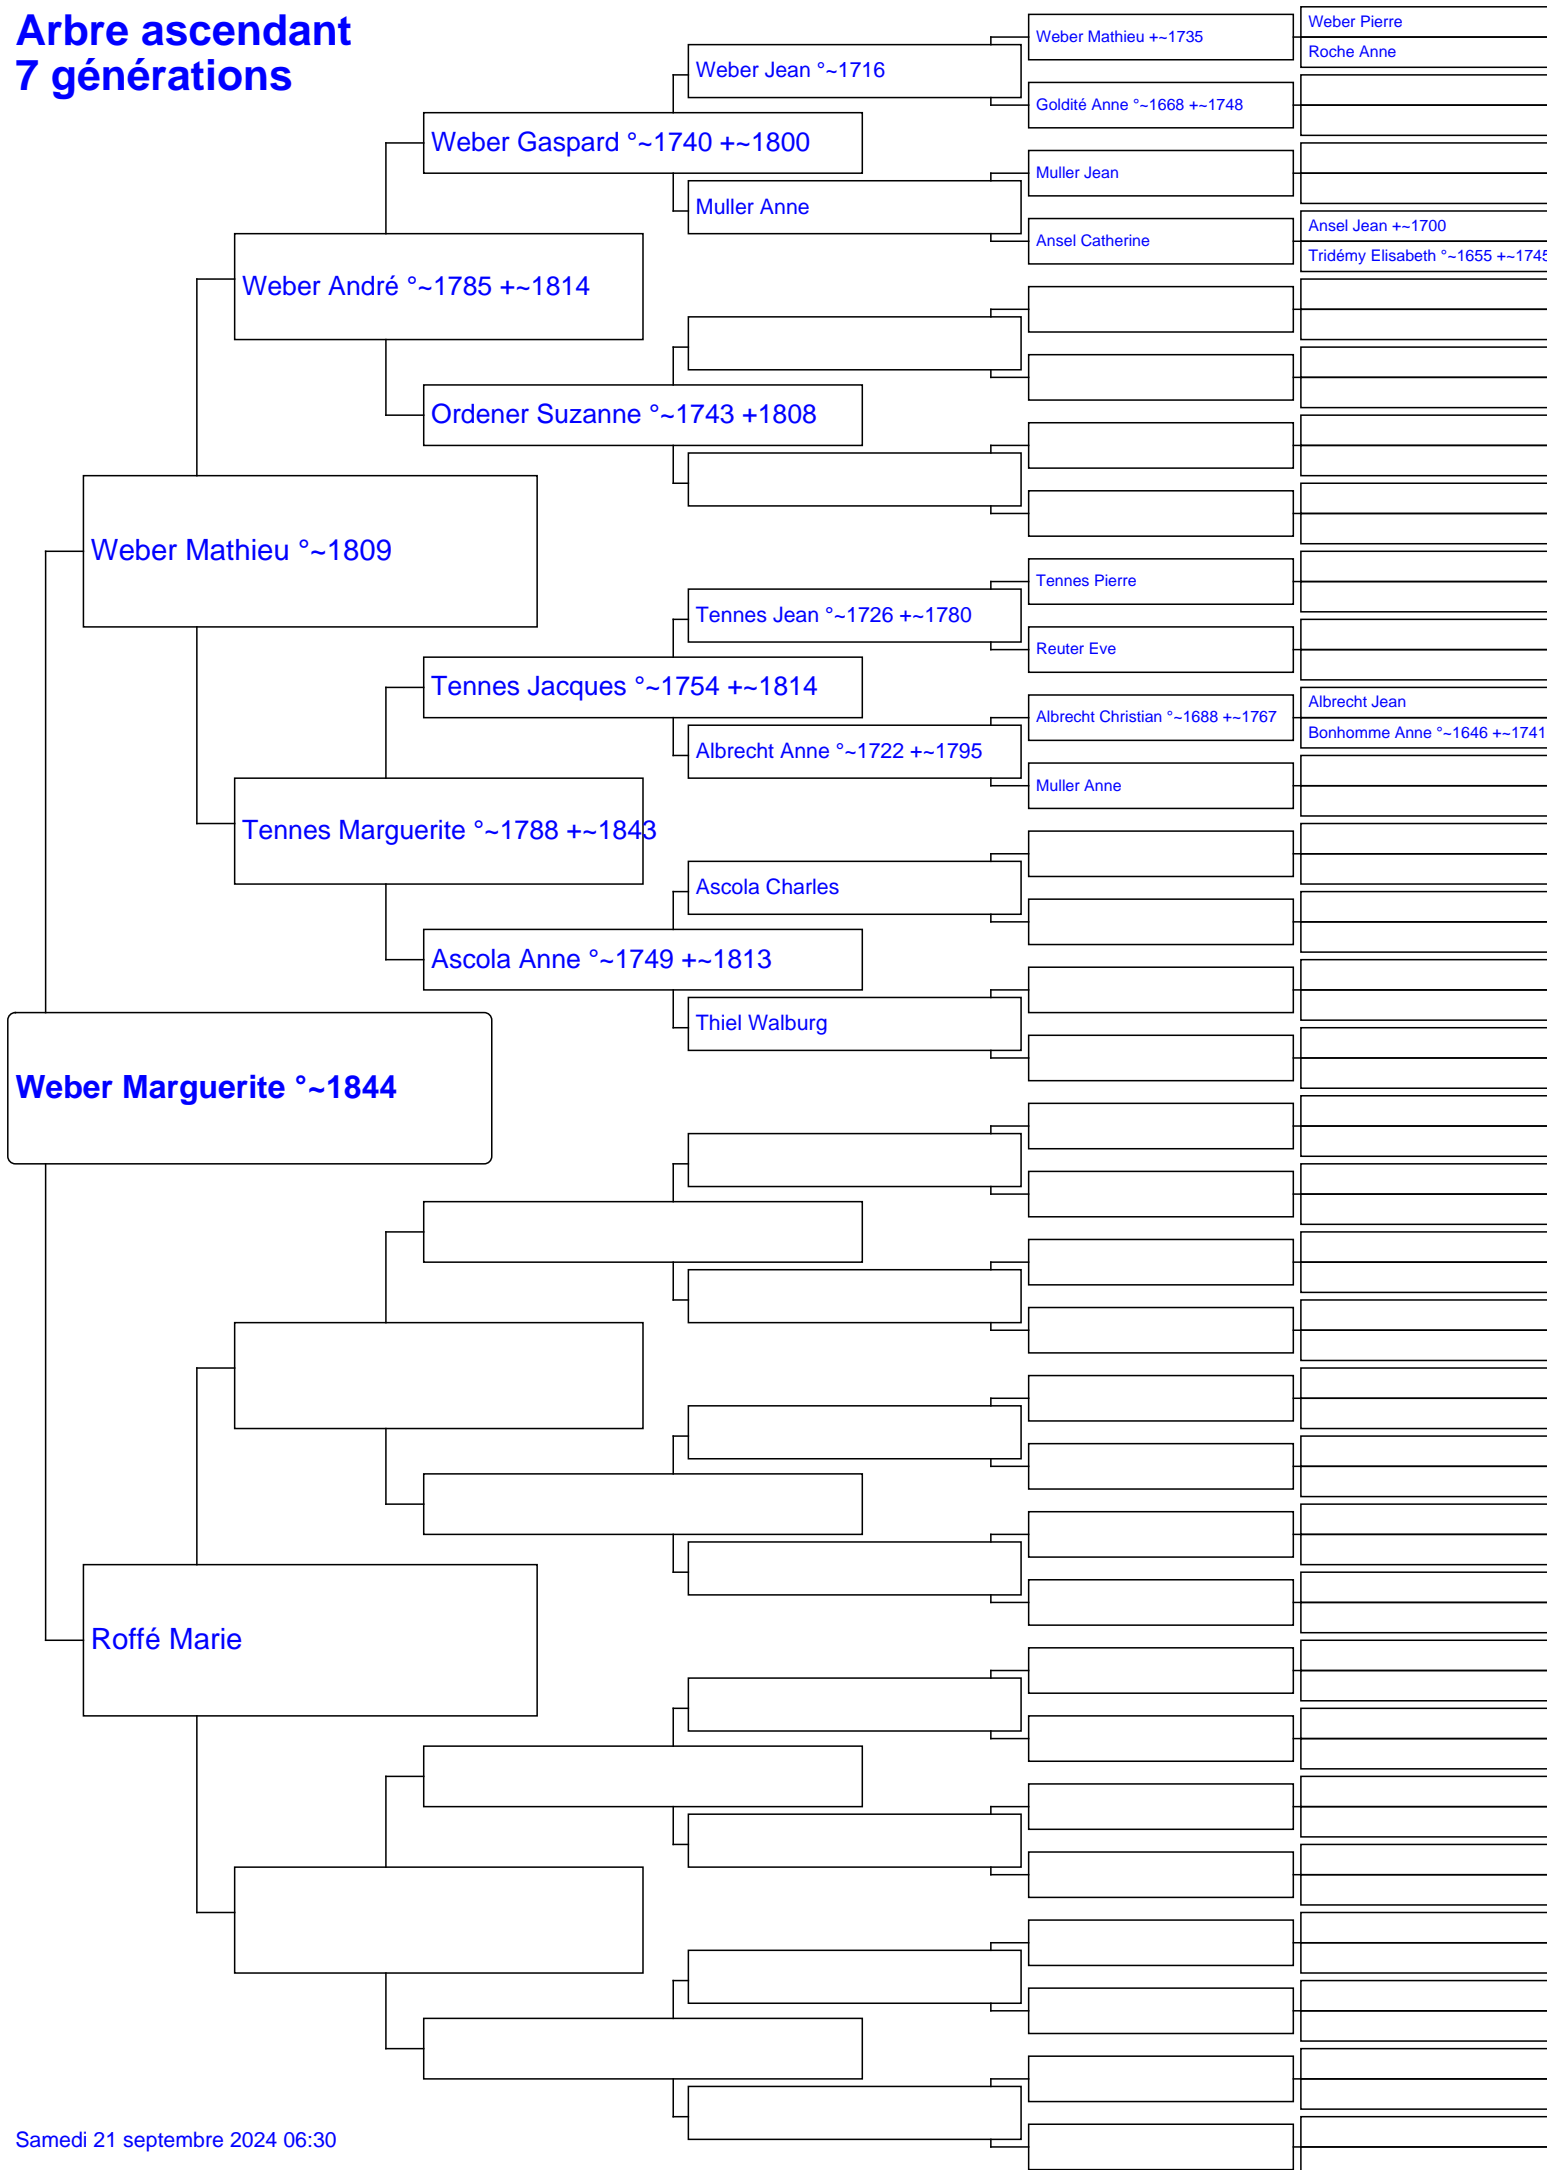 Arbre ascendant
7 générations
Weber Pierre
Weber Mathieu +~1735
Roche Anne
Weber Jean °~1716
Goldité Anne °~1668 +~1748
Weber Gaspard °~1740 +~1800
Muller Jean
Muller Anne
Ansel Jean +~1700
Ansel Catherine
Tridémy Elisabeth °~1655 +~1745
Weber André °~1785 +~1814
Ordener Suzanne °~1743 +1808
Weber Mathieu °~1809
Tennes Pierre
Tennes Jean °~1726 +~1780
Reuter Eve
Tennes Jacques °~1754 +~1814
Albrecht Jean
Albrecht Christian °~1688 +~1767
Bonhomme Anne °~1646 +~1741
Albrecht Anne °~1722 +~1795
Muller Anne
Tennes Marguerite °~1788 +~1843
Ascola Charles
Ascola Anne °~1749 +~1813
Thiel Walburg
Weber Marguerite °~1844
Roffé Marie
Samedi 21 septembre 2024 06:30